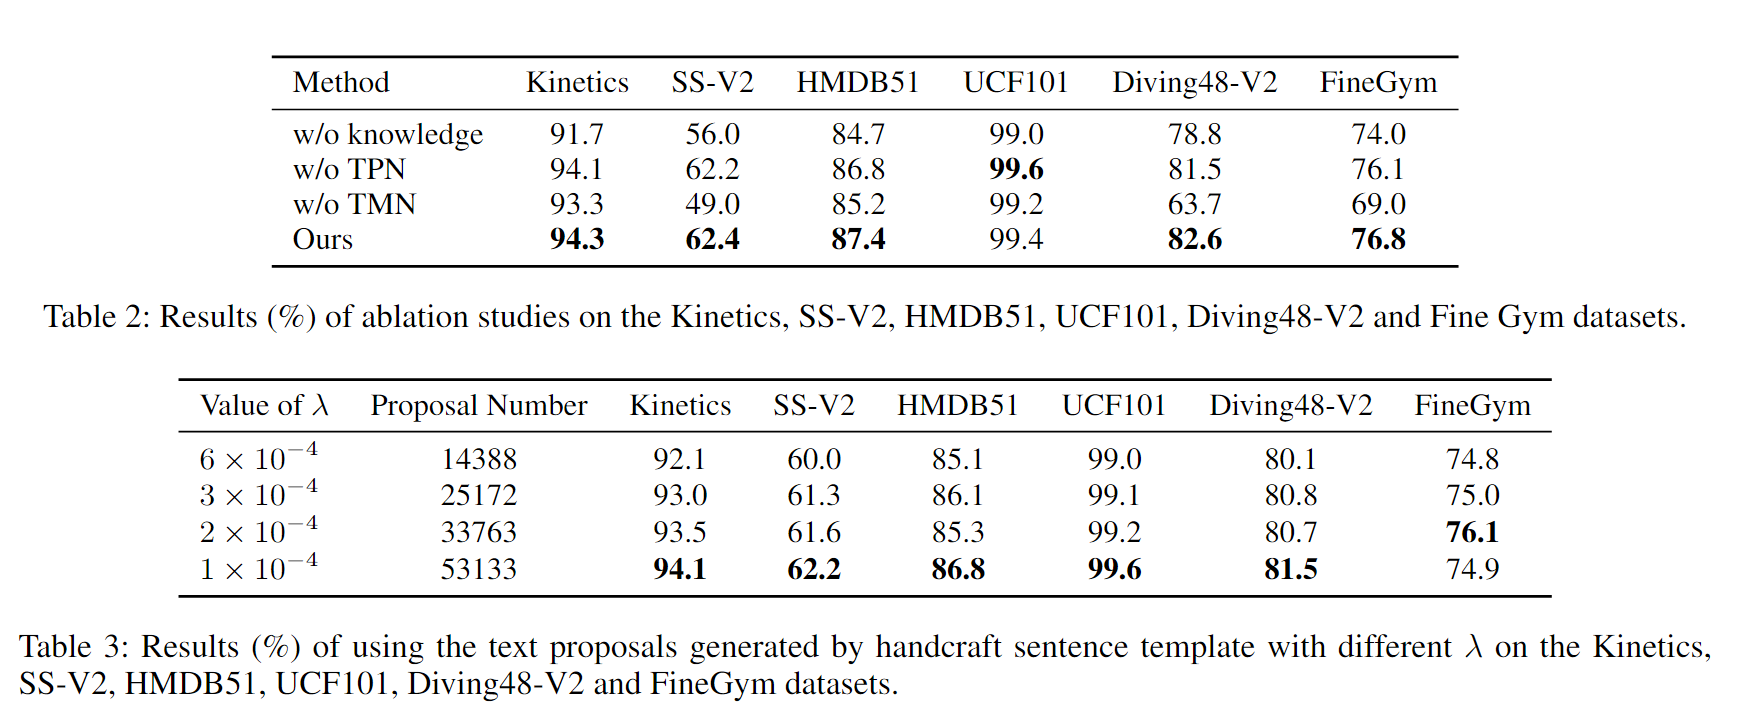 Method Kinetics SS-V2 HMDB51 UCF101 Diving48-V2 FineGym
w/o knowledge 91.7 56.0 84.7 99.0 78.8 74.0
w/o TPN 94.1 62.2 86.8 99.6 81.5 76.1
w/o TMN 93.3 49.0 85.2 99.2 63.7 69.0
Ours 94.3 62.4 87.4 99.4 82.6 76.8
Table 2: Results (%) of ablation studies on the Kinetics, SS-V2, HMDB51, UCF101, Diving48-V2 and Fine Gym datasets.
Value of λ Proposal Number Kinetics SS-V2 HMDB51 UCF101 Diving48-V2 FineGym
6 × 10⁻⁴ 14388 92.1 60.0 85.1 99.0 80.1 74.8
3 × 10⁻⁴ 25172 93.0 61.3 86.1 99.1 80.8 75.0
2 × 10⁻⁴ 33763 93.5 61.6 85.3 99.2 80.7 76.1
1 × 10⁻⁴ 53133 94.1 62.2 86.8 99.6 81.5 74.9
Table 3: Results (%) of using the text proposals generated by handcraft sentence template with different λ on the Kinetics,
SS-V2, HMDB51, UCF101, Diving48-V2 and FineGym datasets.